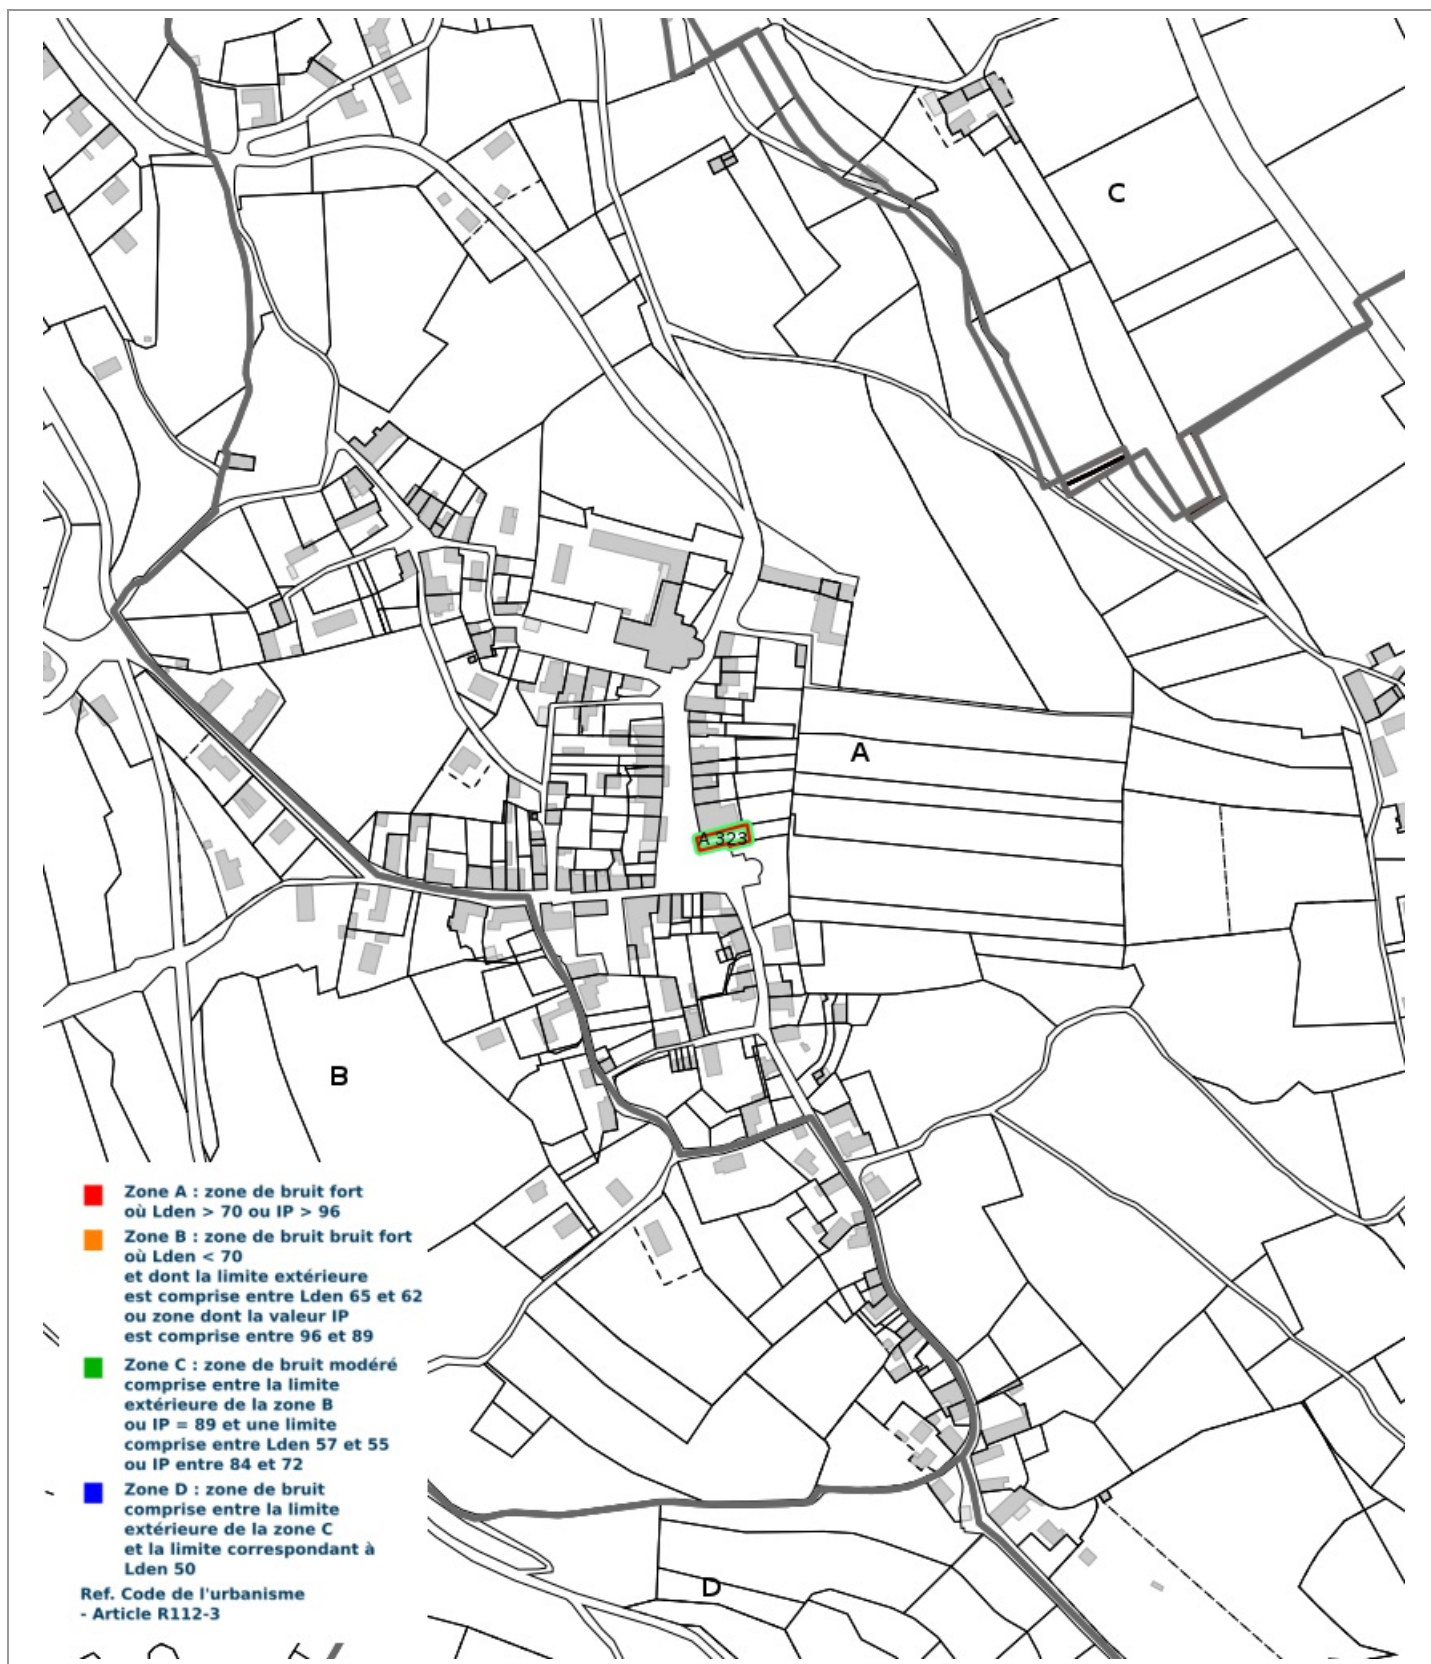 C
A
A 323
B
Zone A : zone de bruit fort
où Lden > 70 ou IP > 96
Zone B : zone de bruit bruit fort
où Lden < 70
et dont la limite extérieure
est comprise entre Lden 65 et 62
ou zone dont la valeur IP
est comprise entre 96 et 89
Zone C : zone de bruit modéré
comprise entre la limite
extérieure de la zone B
ou IP = 89 et une limite
comprise entre Lden 57 et 55
ou IP entre 84 et 72
Zone D : zone de bruit
comprise entre la limite
extérieure de la zone C
et la limite correspondant à
Lden 50
Ref. Code de l'urbanisme
- Article R112-3
D